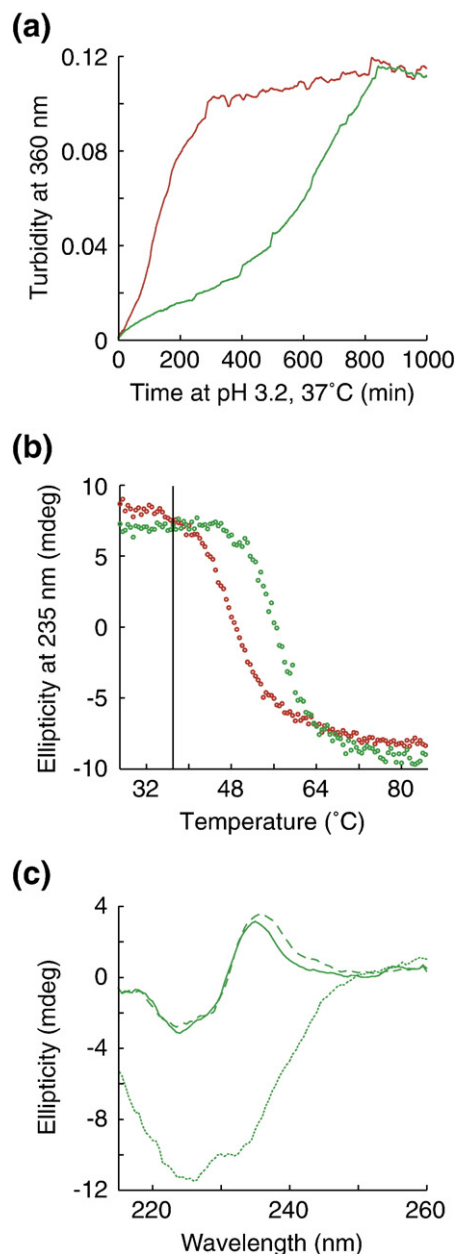 (a)
0.12
0.08
0.04
0
Turbidity at 360 nm
0 200 400 600 800 1000
Time at pH 3.2, 37˚C (min)
(b)
10
5
0
-5
-10
Ellipticity at 235 nm (mdeg)
32 48 64 80
Temperature (˚C)
(c)
4
0
-4
-8
-12
Ellipticity (mdeg)
220 240 260
Wavelength (nm)